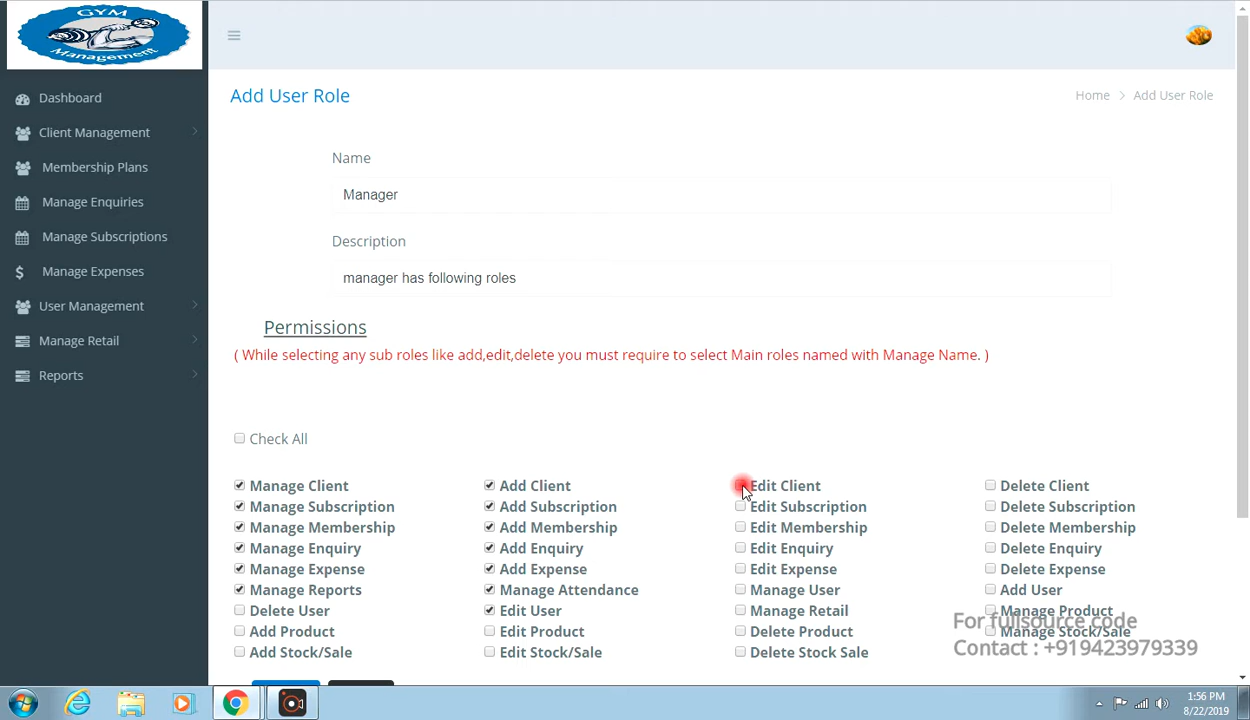 GYM
Management
Dashboard
Client Management
Membership Plans
Manage Enquiries
Manage Subscriptions
Manage Expenses
User Management
Manage Retail
Reports
Add User Role
Home > Add User Role
Name
Manager
Description
manager has following roles
Permissions
( While selecting any sub roles like add,edit,delete you must require to select Main roles named with Manage Name. )
Check All
Manage Client Add Client Edit Client Delete Client
Manage Subscription Add Subscription Edit Subscription Delete Subscription
Manage Membership Add Membership Edit Membership Delete Membership
Manage Enquiry Add Enquiry Edit Enquiry Delete Enquiry
Manage Expense Add Expense Edit Expense Delete Expense
Manage Reports Manage Attendance Manage User Add User
Delete User Edit User Manage Retail Manage Product
Add Product Edit Product Delete Product Manage Stock/Sale
Add Stock/Sale Edit Stock/Sale Delete Stock Sale
For fullsource code
Contact : +919423979339
1:56 PM
8/22/2019